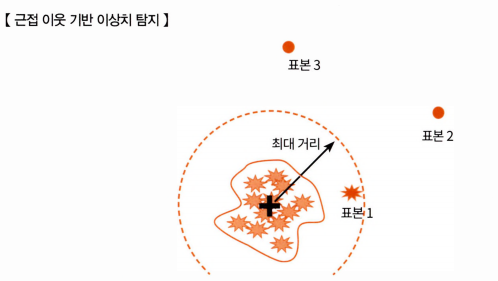 【 근접 이웃 기반 이상치 탐지 】
표본 3
표본 2
최대 거리
표본 1